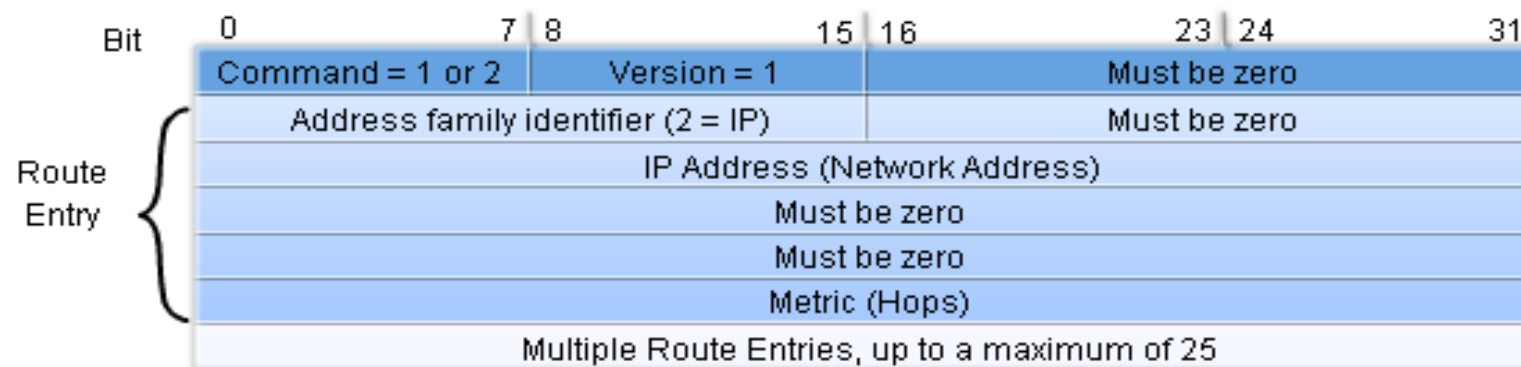 Bit 0 7 8 15 16 23 24 31
Command = 1 or 2 Version = 1 Must be zero
Address family identifier (2 = IP) Must be zero
Route Entry
IP Address (Network Address)
Must be zero
Must be zero
Metric (Hops)
Multiple Route Entries, up to a maximum of 25